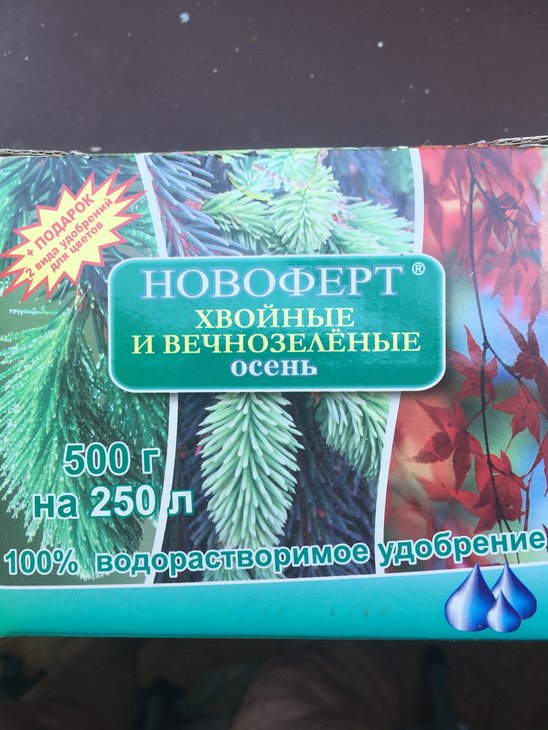 + ПОДАРОК
2 вида удобрений
для цветов
НОВОФЕРТ®
ХВОЙНЫЕ
И ВЕЧНОЗЕЛЁНЫЕ
осень
500 г
на 250 л
100% водорастворимое удобрение